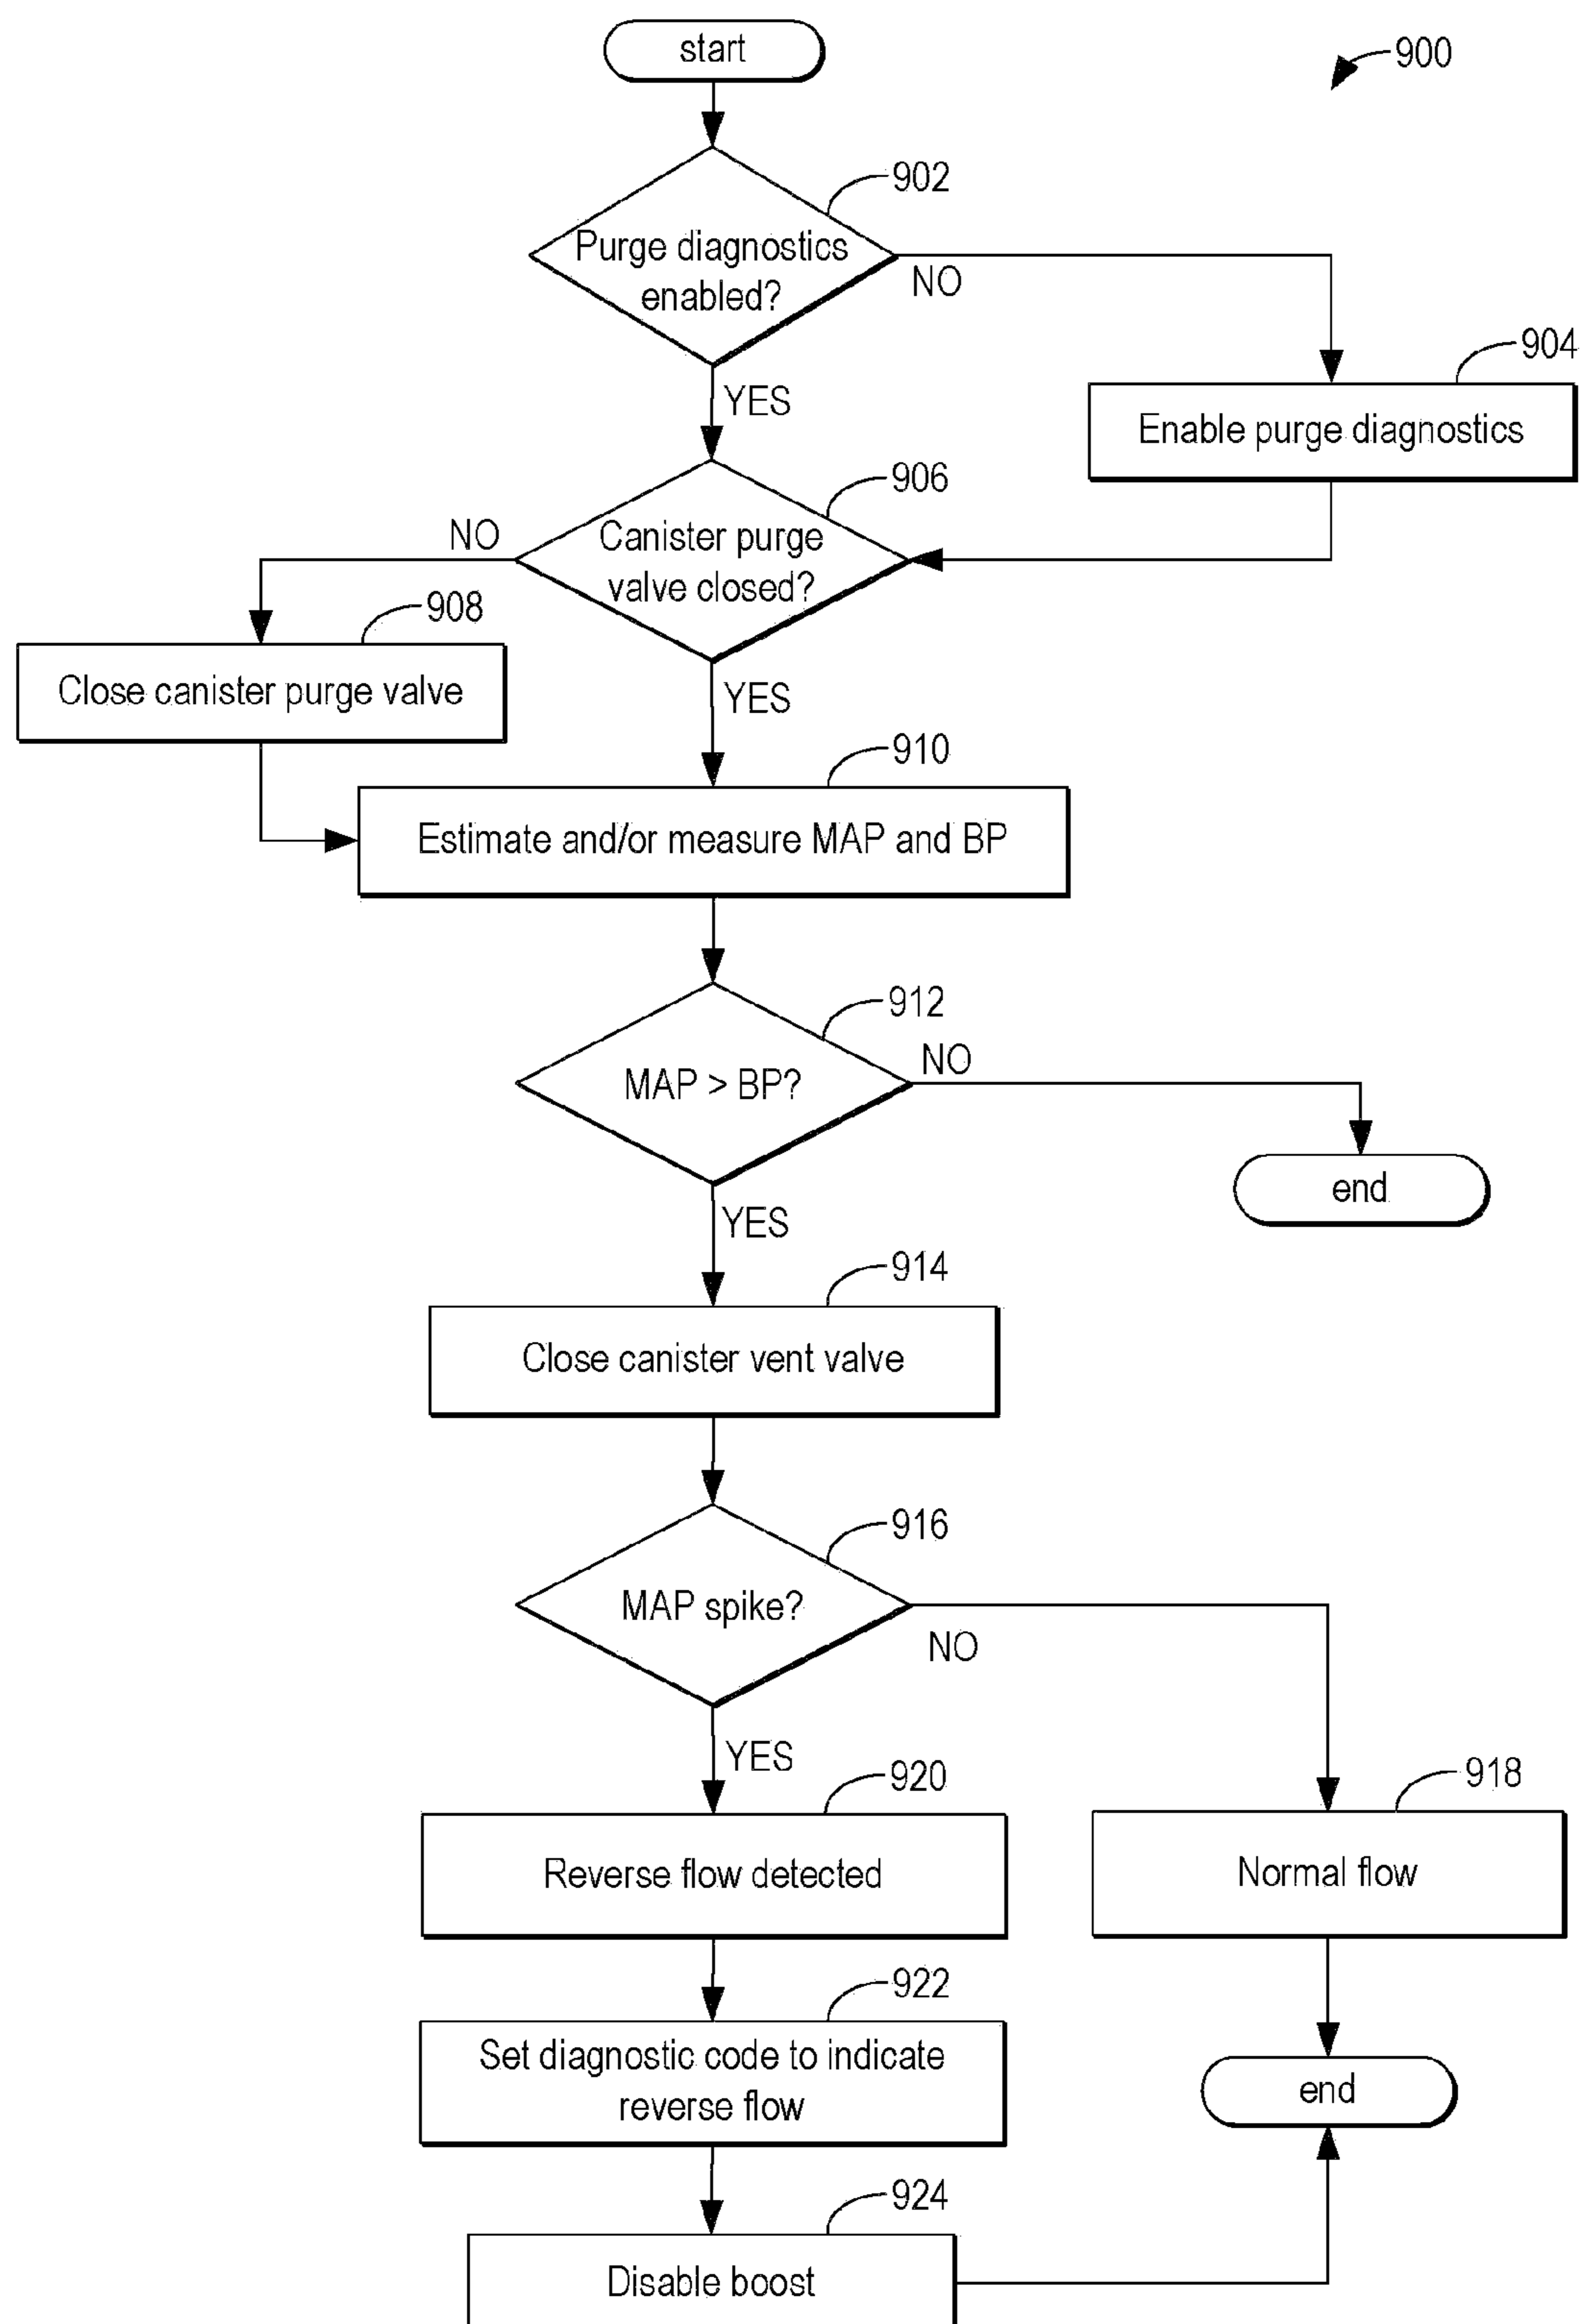 start
900
902
Purge diagnostics
enabled?
NO
904
YES
Enable purge diagnostics
906
NO
Canister purge
valve closed?
908
Close canister purge valve
YES
910
Estimate and/or measure MAP and BP
912
NO
MAP > BP?
end
YES
914
Close canister vent valve
916
MAP spike?
NO
YES
920
918
Reverse flow detected
Normal flow
922
Set diagnostic code to indicate
reverse flow
end
924
Disable boost